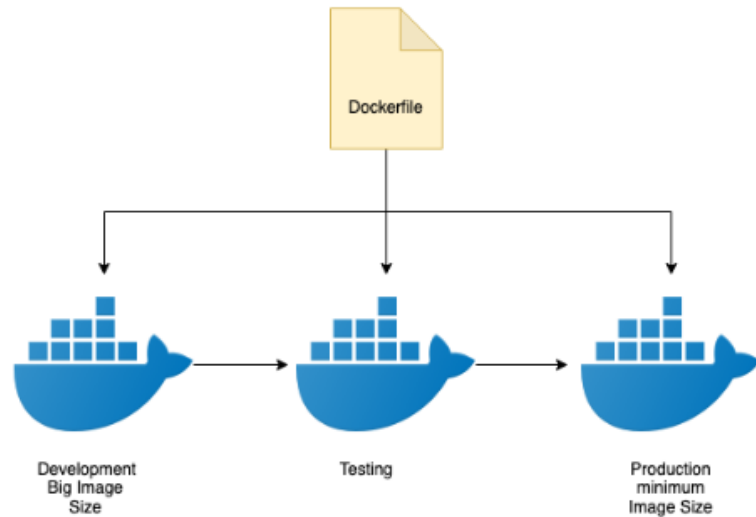 Dockerfile
Development
Big Image
Size
Testing
Production
minimum
Image Size